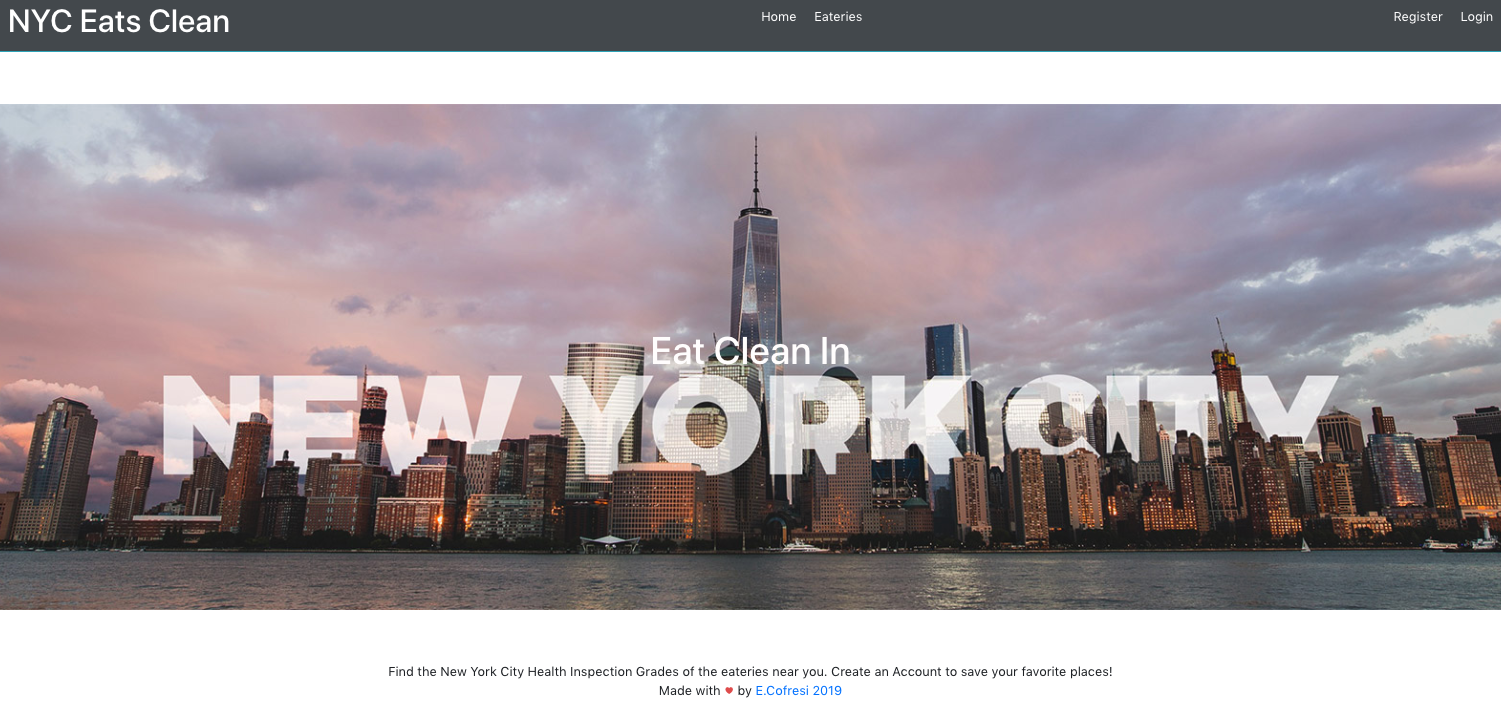 NYC Eats Clean
Home Eateries
Register Login
Eat Clean In
NEW YORK CITY
Find the New York City Health Inspection Grades of the eateries near you. Create an Account to save your favorite places!
Made with ♥ by E.Cofresi 2019